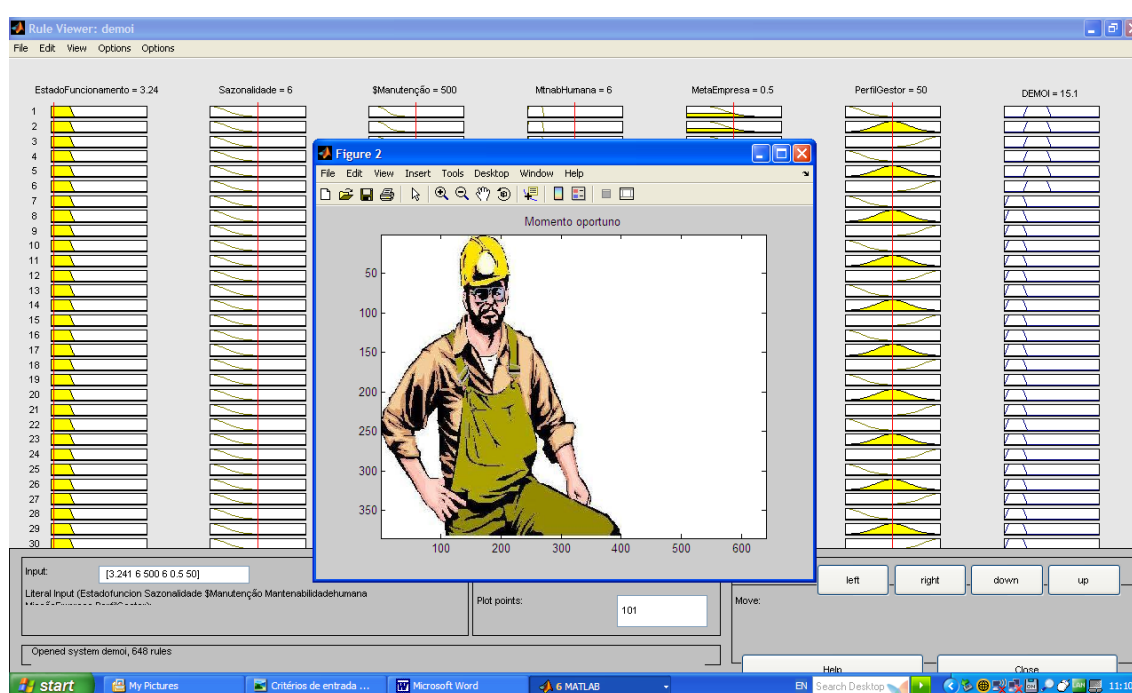 Rule Viewer: demoi
File Edit View Options Options
EstadoFuncionamento = 3.24 Sazonalidade = 6 $Manutenção = 500 MtnabHumana = 6 MetaEmpresa = 0.5 PerfilGestor = 50 DEMOI = 15.1
1
2
3
4
5
6
7
8
9
10
11
12
13
14
15
16
17
18
19
20
21
22
23
24
25
26
27
28
29
30
Figure 2
File Edit View Insert Tools Desktop Window Help
Momento oportuno
50
100
150
200
250
300
350
100 200 300 400 500 600
Input: [3.241 6 500 6 0.5 50]
Literal Input (Estadofuncion Sazonalidade $Manutenção Mantenabilidadehumana
Plot points: 101
Move: left right down up
Opened system demoi, 648 rules
Help Close
start My Pictures Critérios de entrada ... Microsoft Word 6 MATLAB EN Search Desktop 11:10